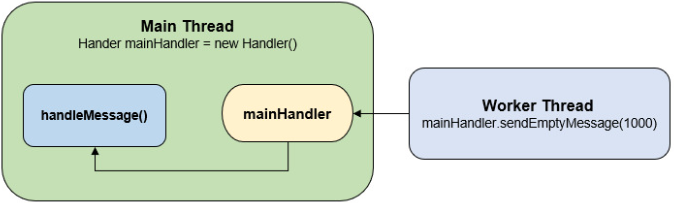 Main Thread
Hander mainHandler = new Handler()
handleMessage()
mainHandler
Worker Thread
mainHandler.sendEmptyMessage(1000)